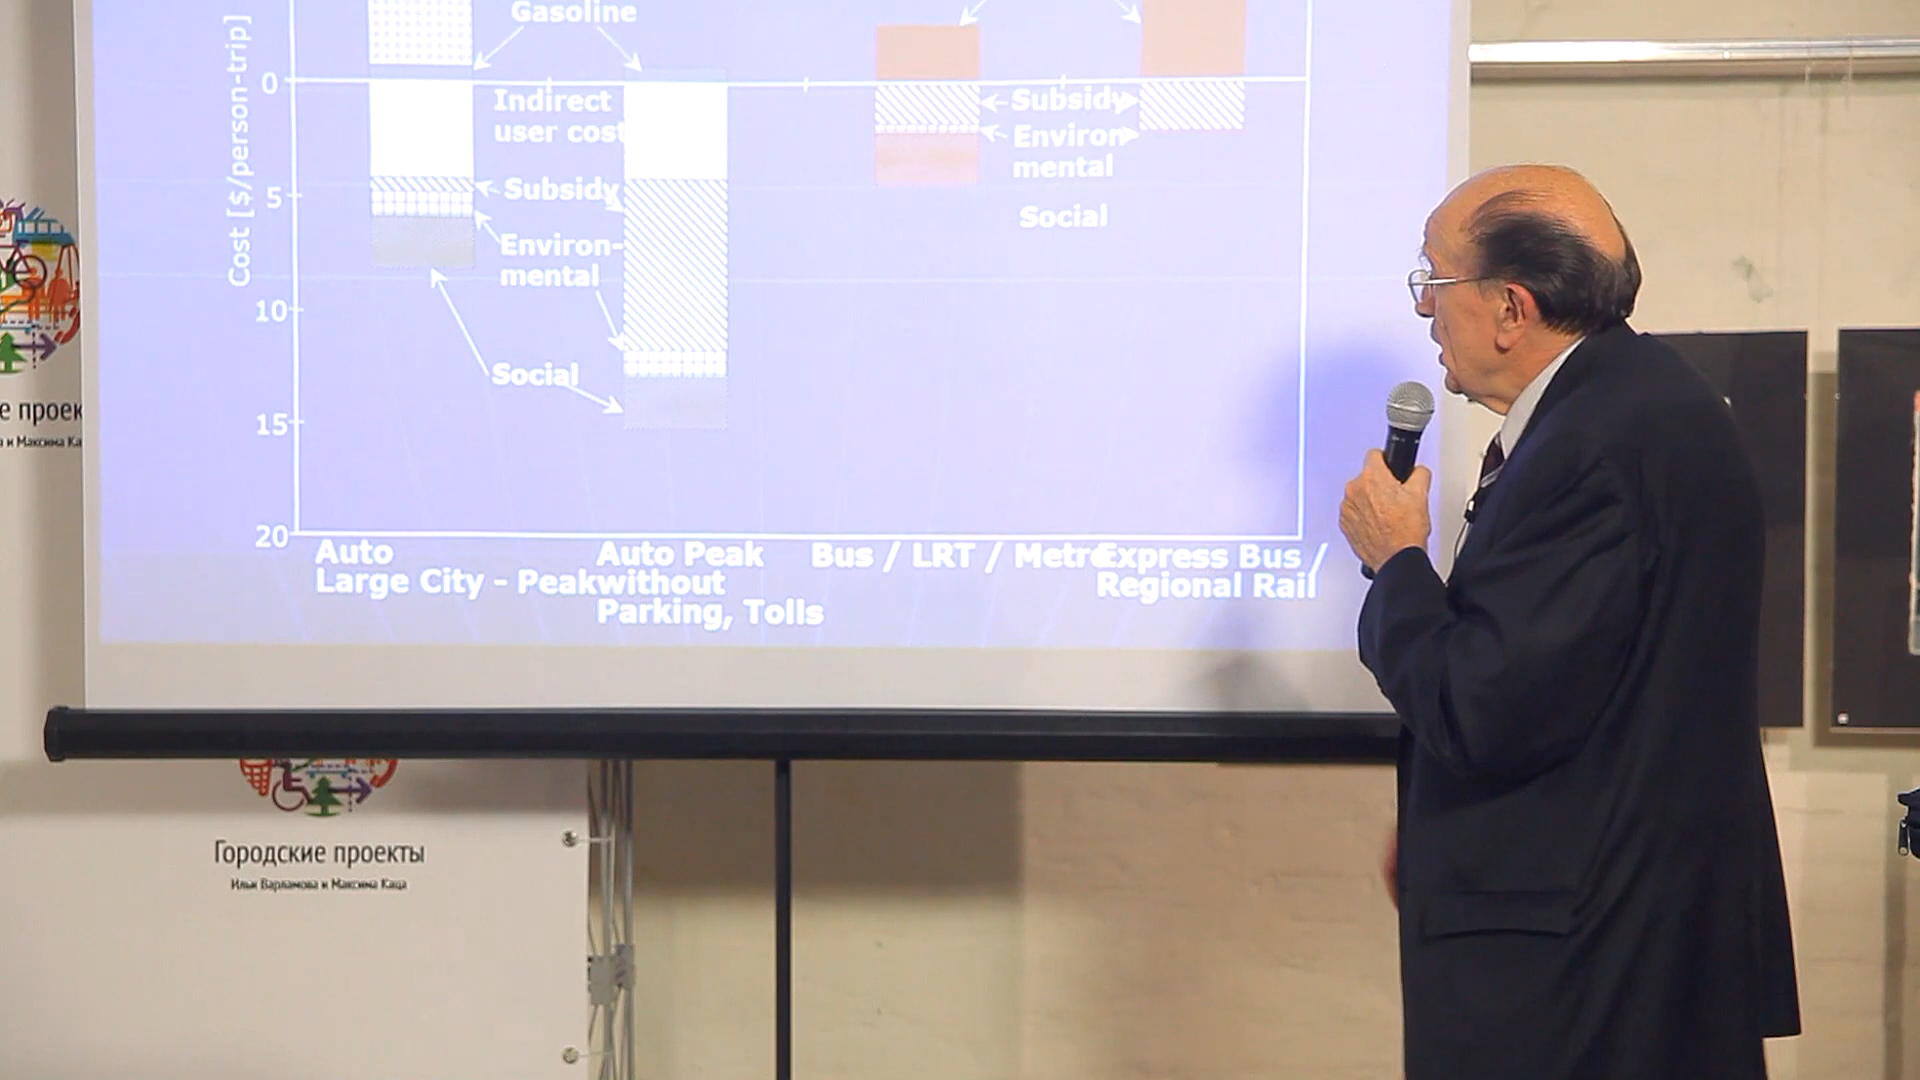 Gasoline
Cost [$/person-trip]
0
5
10
15
20
Indirect
user cost
Subsidy
Environ-
mental
Social
Subsidy
Environ-
mental
Social
Auto
Large City - Peak
Auto Peak
without
Parking, Tolls
Bus / LRT / Metro
Express Bus /
Regional Rail
е проек
а и Максима Ка
Городские проекты
Ильи Варламова и Максима Каца